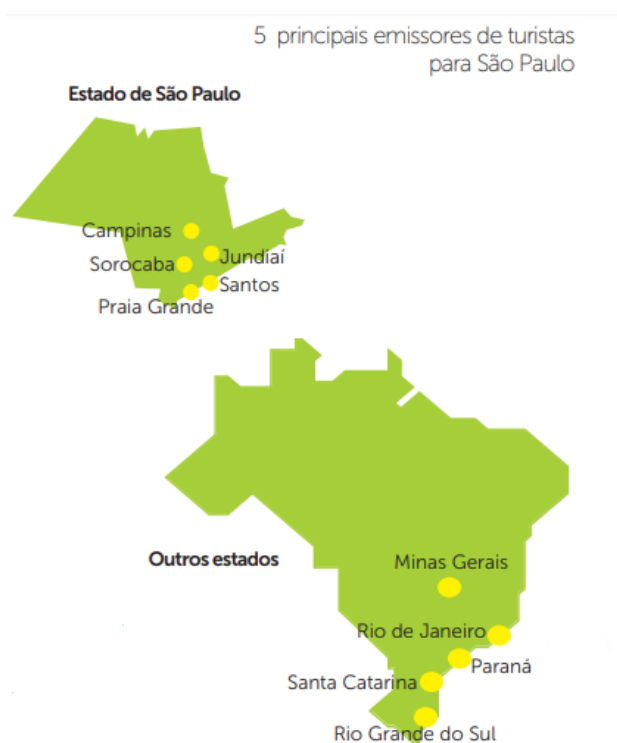 5 principais emissores de turistas
para São Paulo
Estado de São Paulo
Campinas
Jundiaí
Sorocaba
Santos
Praia Grande
Outros estados
Minas Gerais
Rio de Janeiro
Paraná
Santa Catarina
Rio Grande do Sul